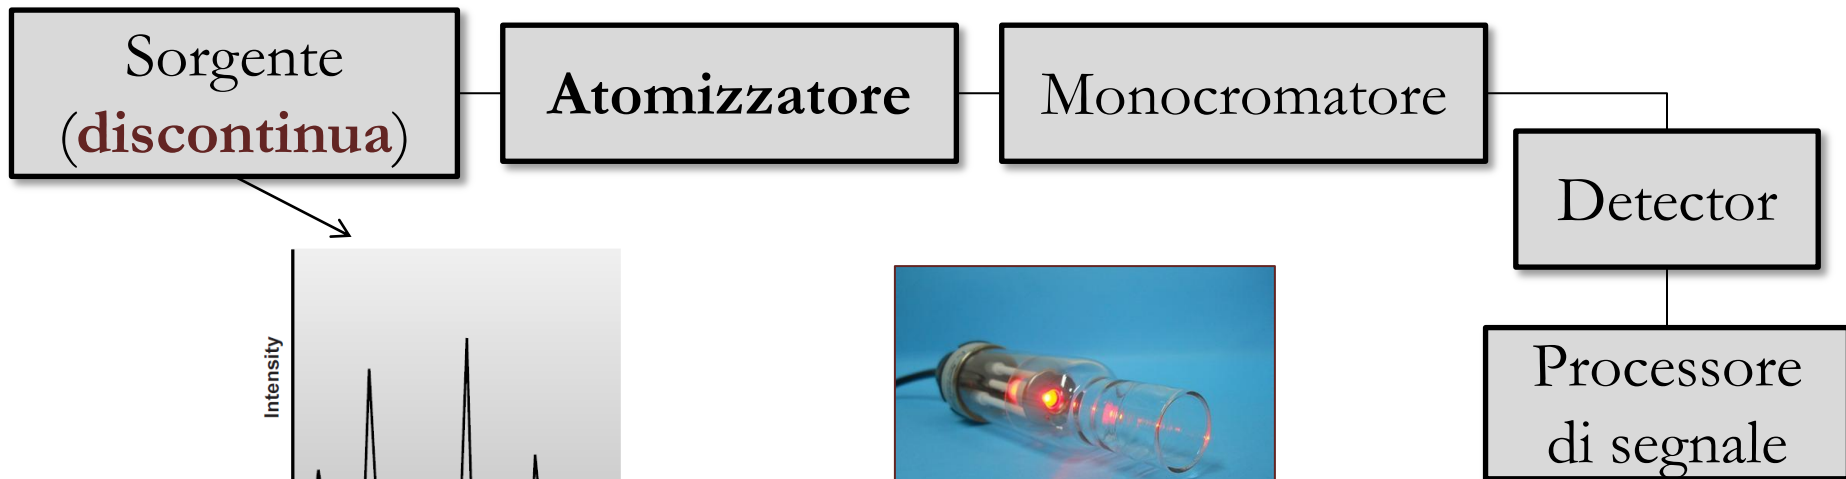 Sorgente
(discontinua)
Atomizzatore
Monocromatore
Detector
Processore
di segnale
Intensity